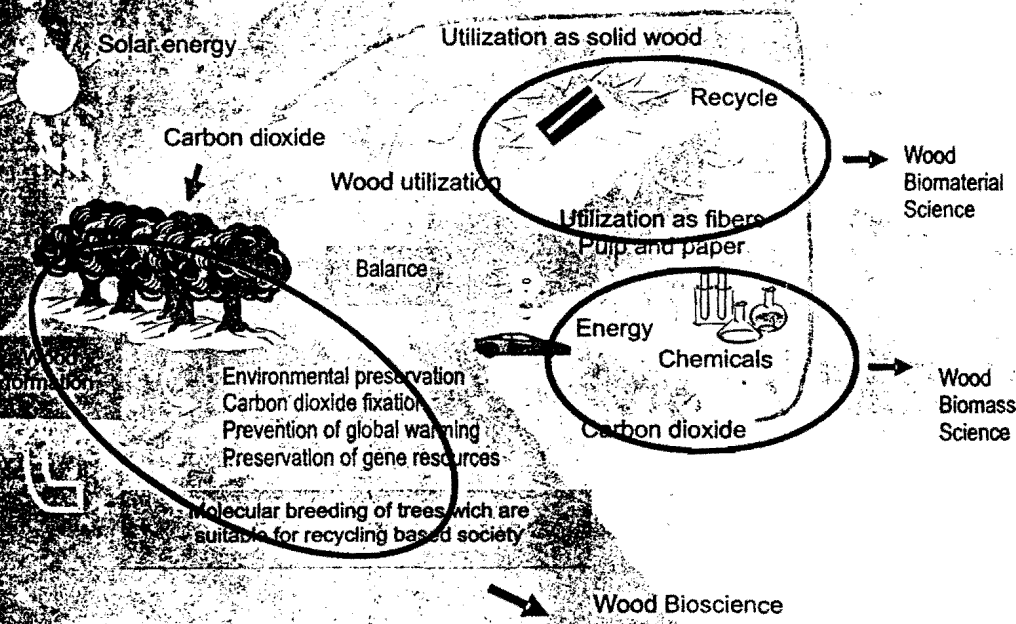 Solar energy
Utilization as solid wood
Recycle
Carbon dioxide
Wood utilization
Wood
Biomaterial
Science
Utilization as fibers
Pulp and paper
Balance
Energy
Chemicals
Wood
formation
Environmental preservation
Carbon dioxide fixation
Prevention of global warming
Preservation of gene resources
Carbon dioxide
Wood
Biomass
Science
Molecular breeding of trees wich are
suitable for recycling based society
Wood Bioscience